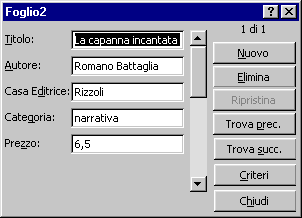 Foglio2
Titolo: La capanna incantata
Autore: Romano Battaglia
Casa Editrice: Rizzoli
Categoria: narrativa
Prezzo: 6,5
1 di 1
Nuovo
Elimina
Ripristina
Trova prec.
Trova succ.
Criteri
Chiudi